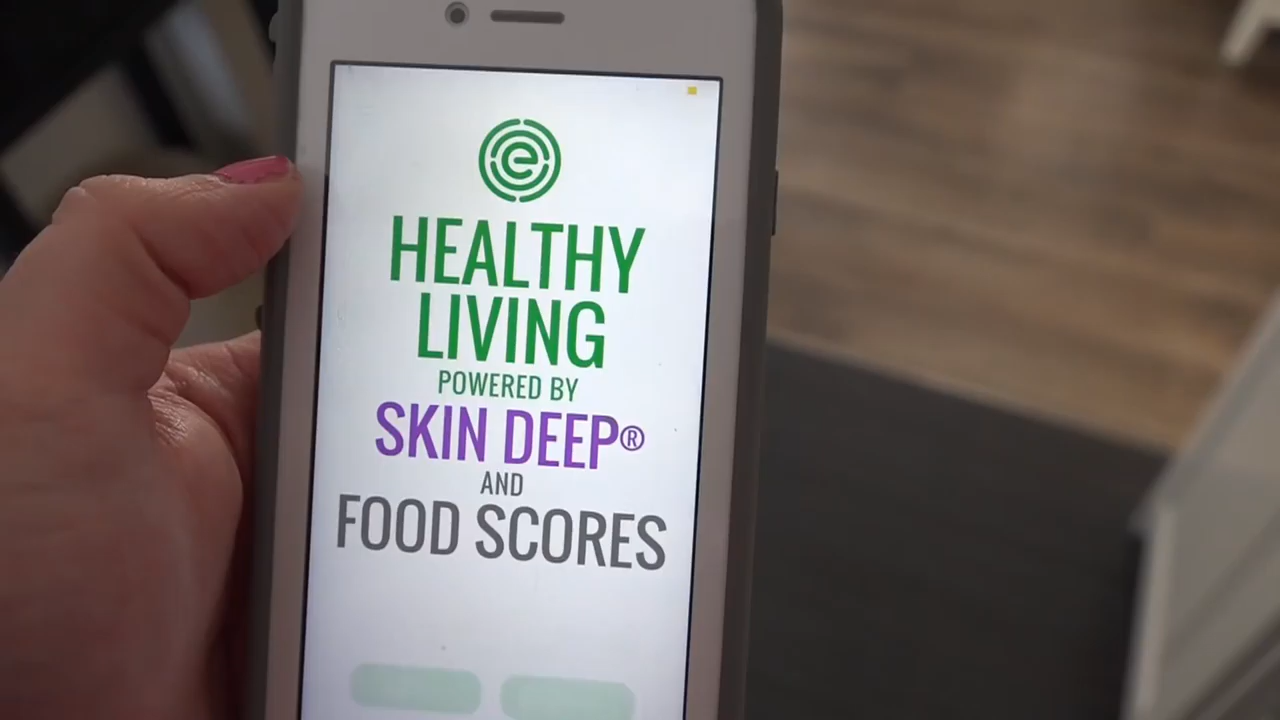 e
HEALTHY
LIVING
POWERED BY
SKIN DEEP®
AND
FOOD SCORES